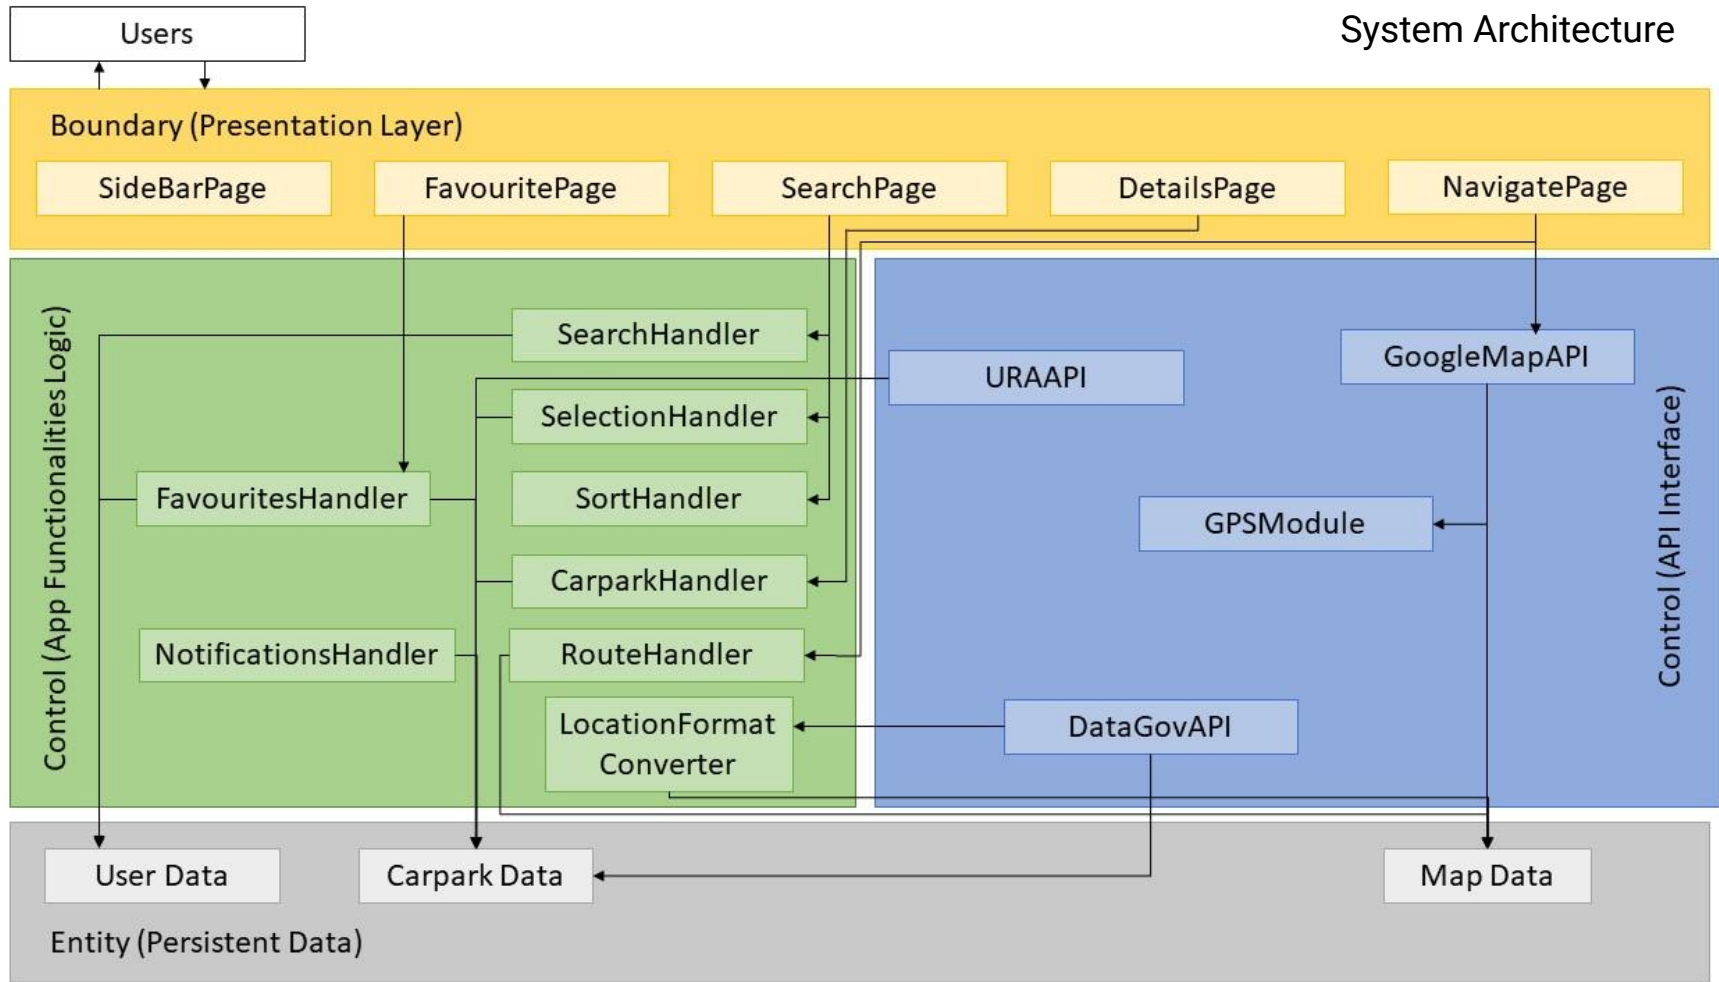 System Architecture
Users
Boundary (Presentation Layer)
SideBarPage
FavouritePage
SearchPage
DetailsPage
NavigatePage
Control (App Functionalities Logic)
SearchHandler
SelectionHandler
FavouritesHandler
SortHandler
CarparkHandler
NotificationsHandler
RouteHandler
LocationFormat
Converter
URAAPI
GoogleMapAPI
GPSModule
DataGovAPI
Control (API Interface)
User Data
Carpark Data
Map Data
Entity (Persistent Data)